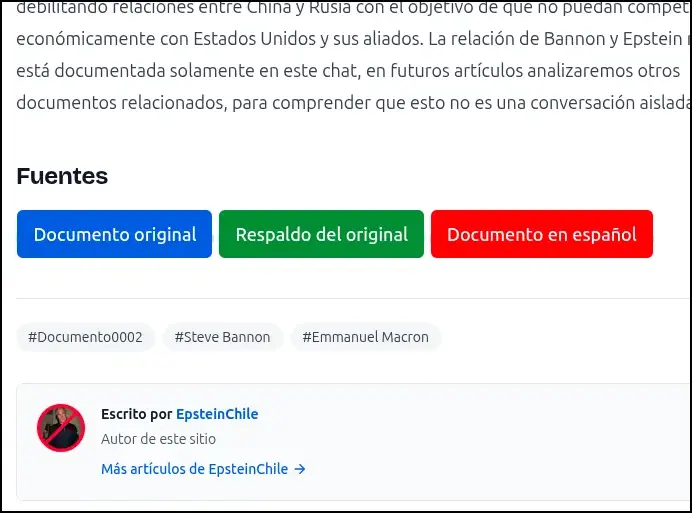 debilitando relaciones entre China y Rusia con el objetivo de que no puedan compet
económicamente con Estados Unidos y sus aliados. La relación de Bannon y Epstein
está documentada solamente en este chat, en futuros artículos analizaremos otros
documentos relacionados, para comprender que esto no es una conversación aislada
Fuentes
Documento original
Respaldo del original
Documento en español
#Documento0002
#Steve Bannon
#Emmanuel Macron
Escrito por EpsteinChile
Autor de este sitio
Más artículos de EpsteinChile →